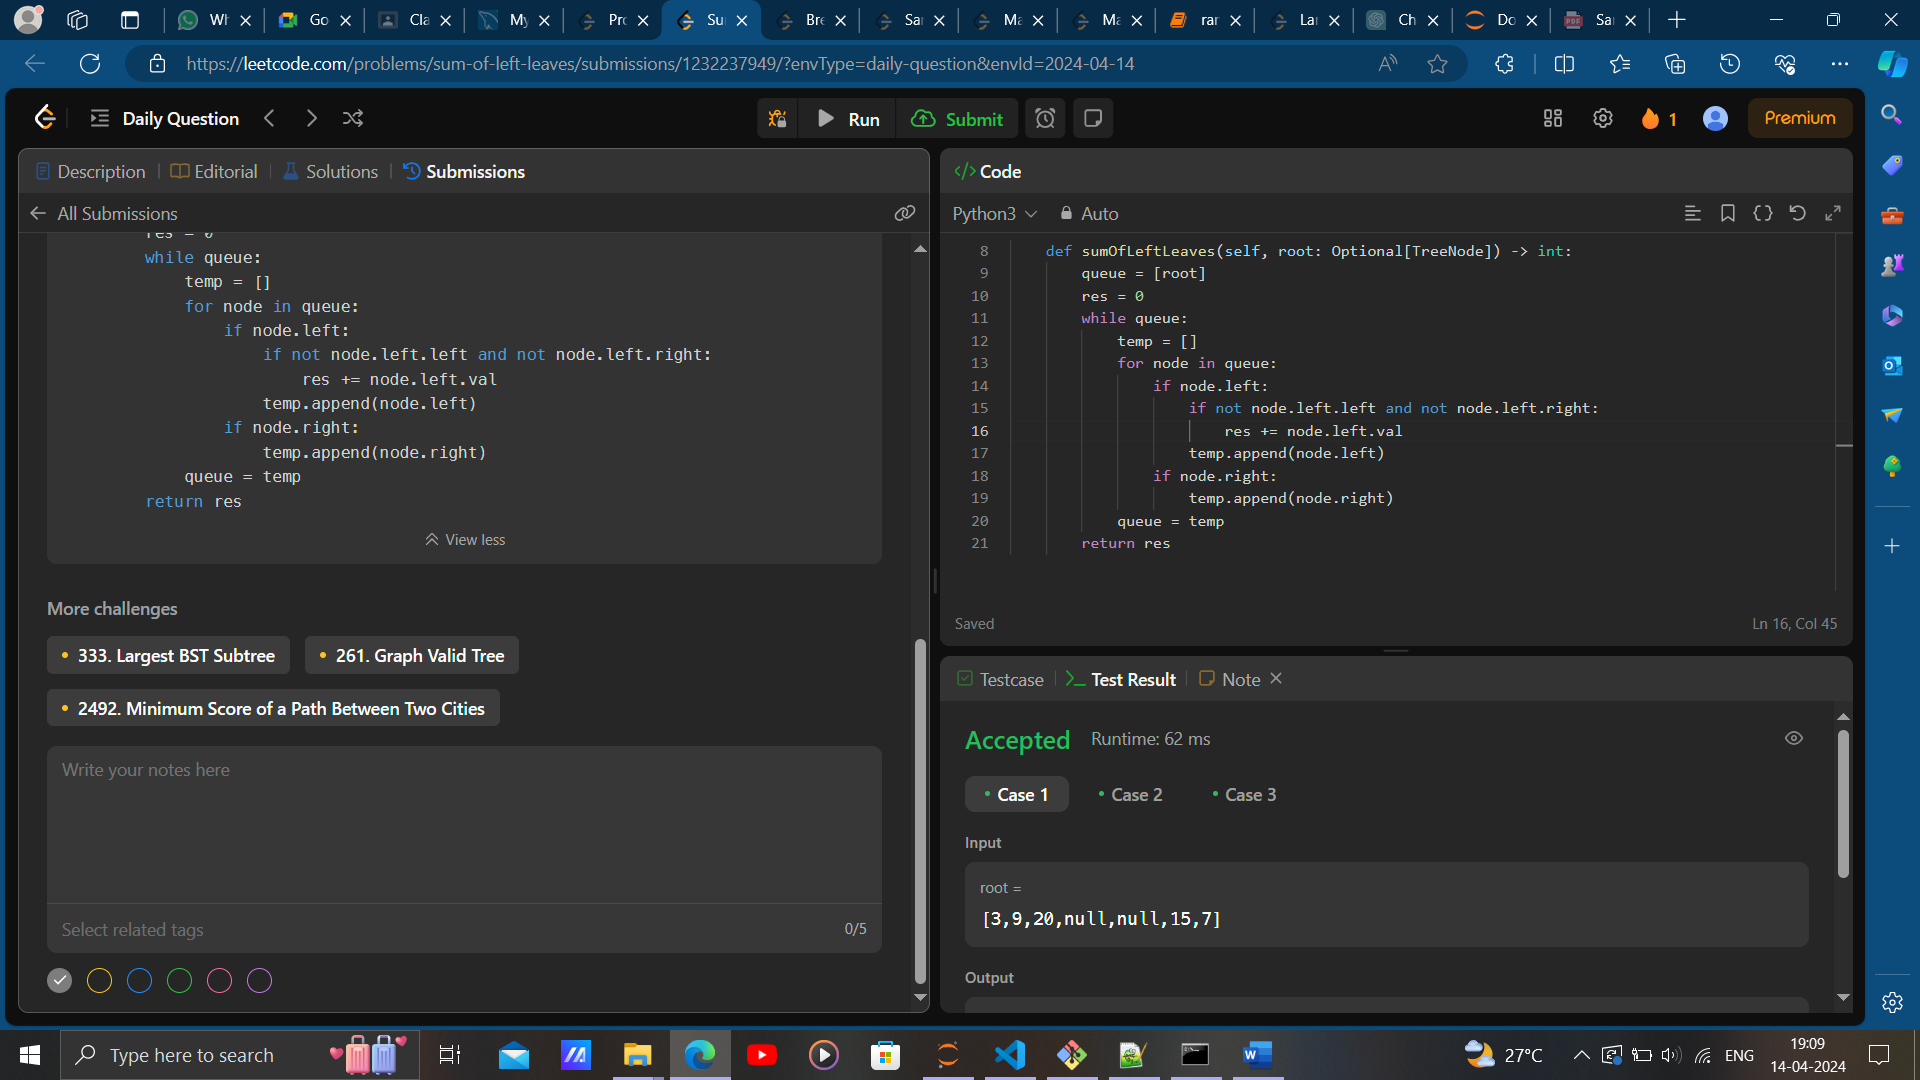 Wh
Go
Cla
My
Pro
Su
Bre
Sar
Ma
Ma
rar
Lar
Ch
Do
Sa
https://leetcode.com/problems/sum-of-left-leaves/submissions/1232237949/?envType=daily-question&envId=2024-04-14
Daily Question
Run
Submit
1
Premium
Description
Editorial
Solutions
Submissions
All Submissions
res = 0
while queue:
temp = []
for node in queue:
if node.left:
if not node.left.left and not node.left.right:
res += node.left.val
temp.append(node.left)
if node.right:
temp.append(node.right)
queue = temp
return res
View less
More challenges
333. Largest BST Subtree
261. Graph Valid Tree
2492. Minimum Score of a Path Between Two Cities
Write your notes here
Select related tags
0/5
</> Code
Python3
Auto
8 def sumOfLeftLeaves(self, root: Optional[TreeNode]) -> int:
9 queue = [root]
10 res = 0
11 while queue:
12 temp = []
13 for node in queue:
14 if node.left:
15 if not node.left.left and not node.left.right:
16 res += node.left.val
17 temp.append(node.left)
18 if node.right:
19 temp.append(node.right)
20 queue = temp
21 return res
Saved
Ln 16, Col 45
Testcase
Test Result
Note
Accepted
Runtime: 62 ms
Case 1
Case 2
Case 3
Input
root =
[3,9,20,null,null,15,7]
Output
Type here to search
27°C
ENG
19:09
14-04-2024